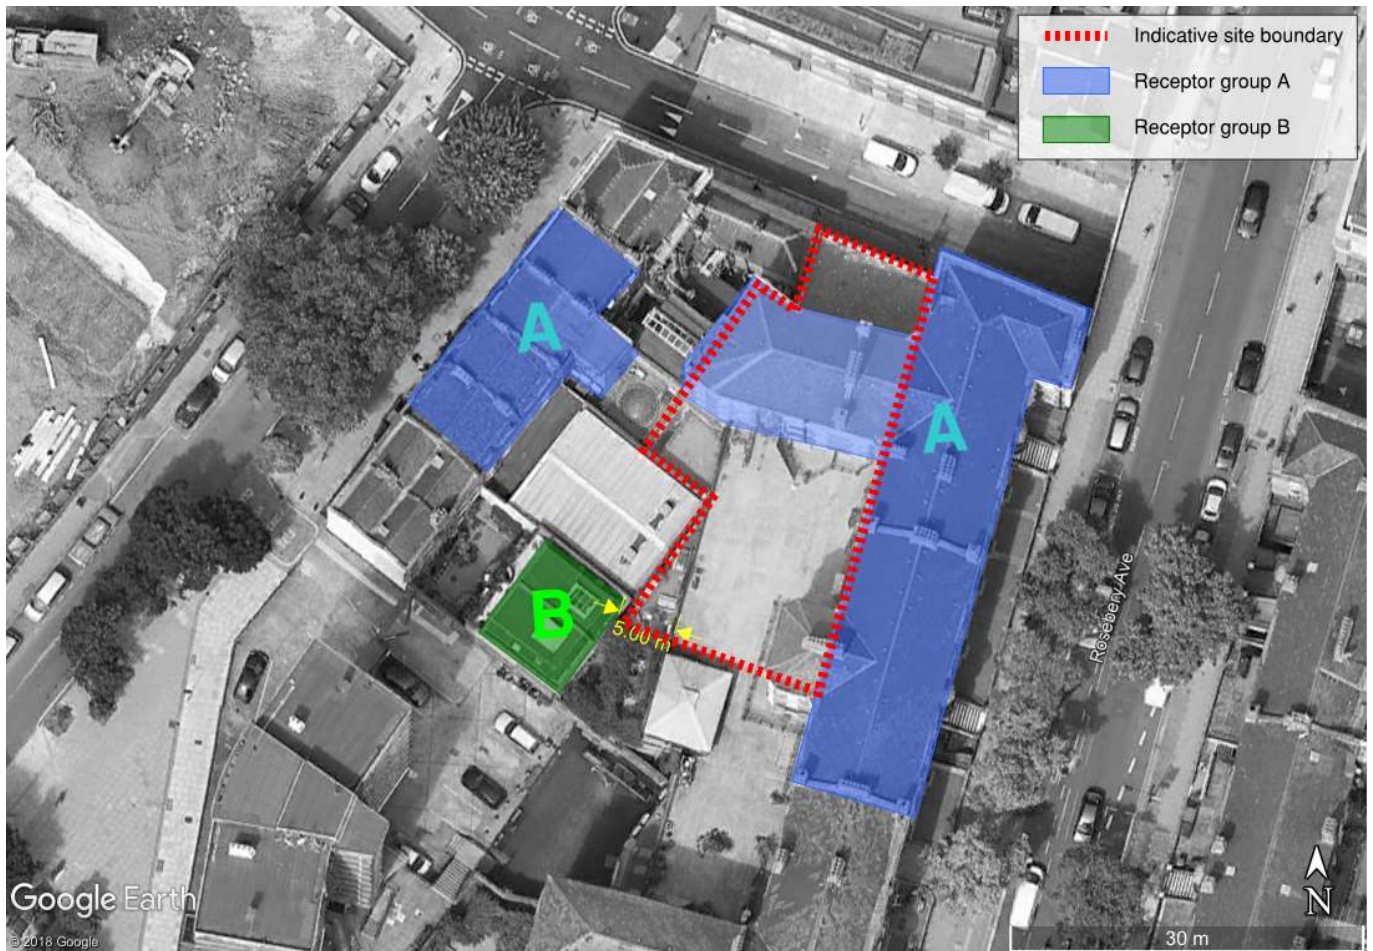 Indicative site boundary
Receptor group A
Receptor group B
A
A
B
5.00 m
Rosebery Ave
Google Earth
© 2018 Google
N
30 m